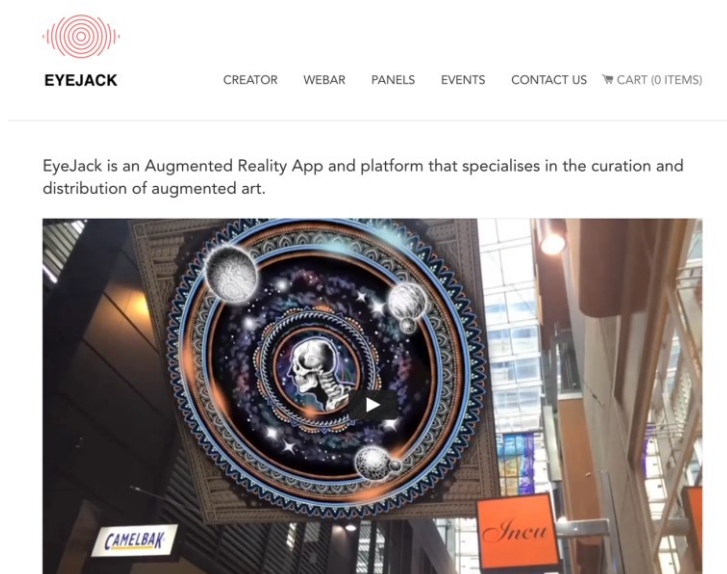 EYEJACK
CREATOR WEBAR PANELS EVENTS CONTACT US CART (0 ITEMS)
EyeJack is an Augmented Reality App and platform that specialises in the curation and
distribution of augmented art.
CAMELBAK
Incu